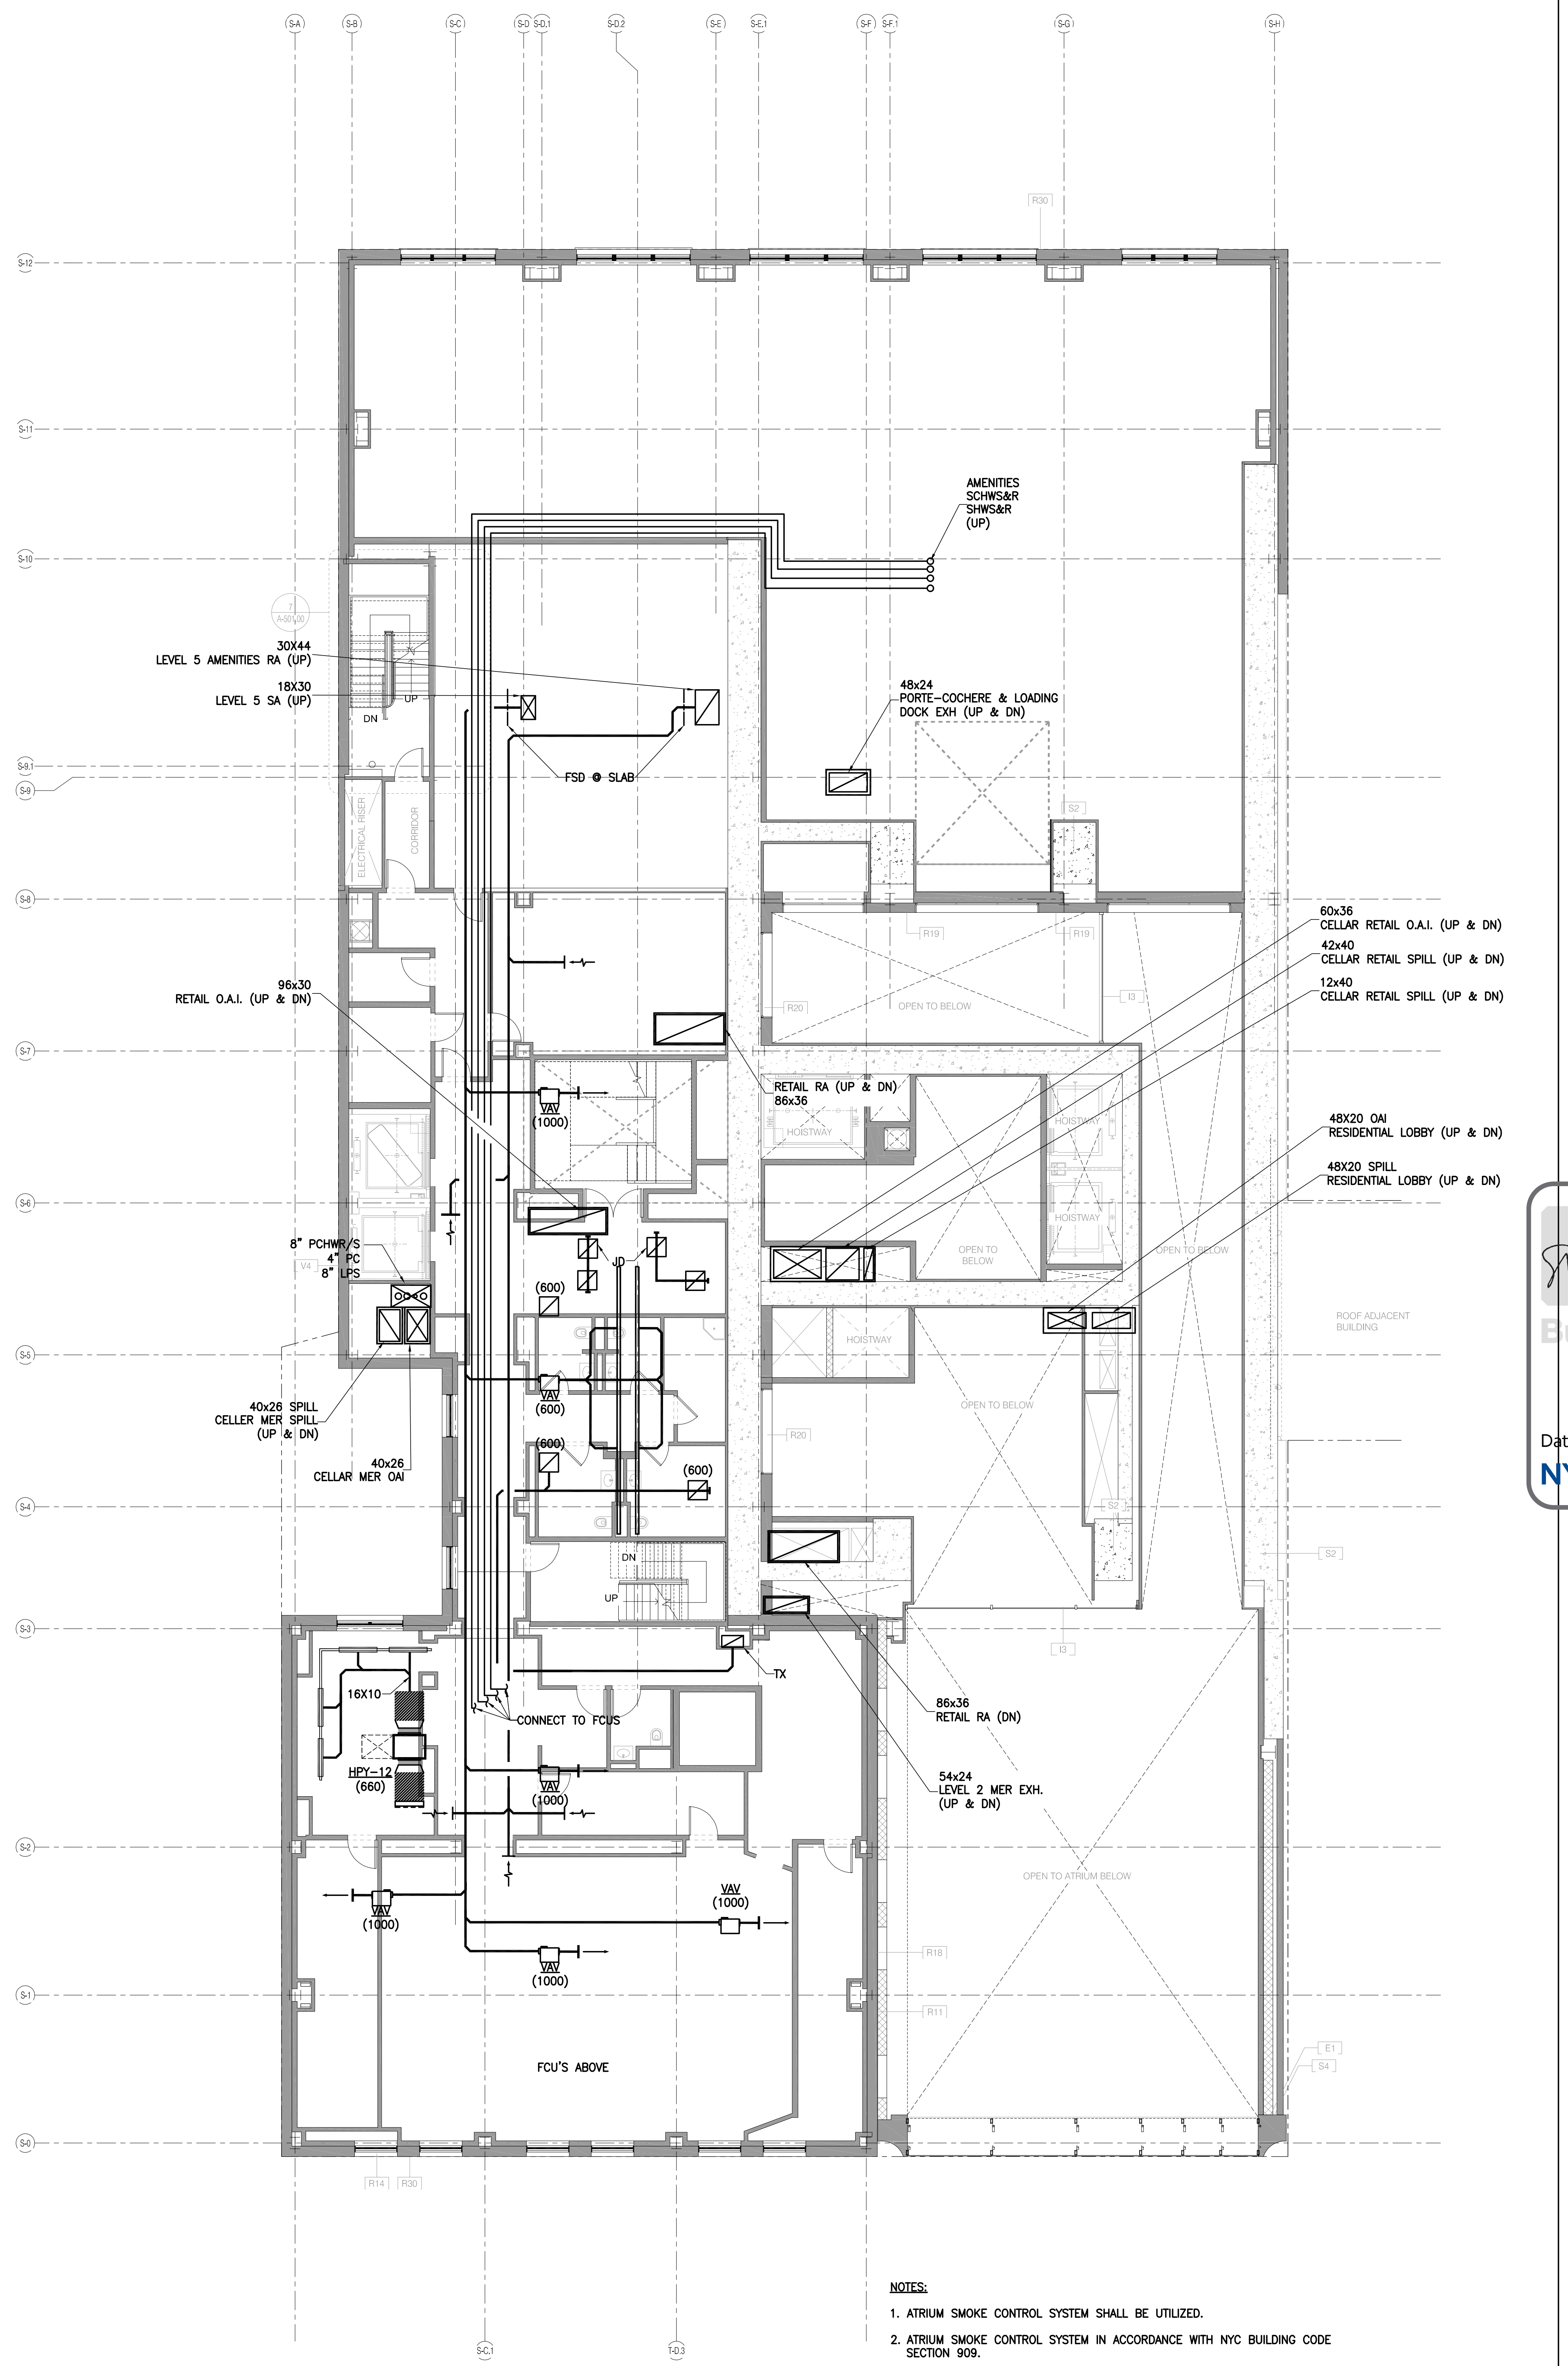 S-A
S-B
S-C
S-D
S-D.1
S-D.2
S-E
S-E.1
S-F
S-F.1
S-G
S-H
R30
S-12
S-11
AMENITIES
SCHWS&R
SHWS&R
(UP)
S-10
7
A-501.00
30X44
LEVEL 5 AMENITIES RA (UP)
18X30
LEVEL 5 SA (UP)
UP
DN
48x24
PORTE-COCHERE & LOADING
DOCK EXH (UP & DN)
S-9.1
S-9
FSD @ SLAB
ELECTRICAL RISER
CORRIDOR
S2
S-8
60x36
CELLAR RETAIL O.A.I. (UP & DN)
R19
R19
42x40
CELLAR RETAIL SPILL (UP & DN)
12x40
CELLAR RETAIL SPILL (UP & DN)
96x30
RETAIL O.A.I. (UP & DN)
I3
R20
OPEN TO BELOW
S-7
RETAIL RA (UP & DN)
86x36
VAV
(1000)
HOISTWAY
HOISTWAY
48X20 OAI
RESIDENTIAL LOBBY (UP & DN)
48X20 SPILL
RESIDENTIAL LOBBY (UP & DN)
S-6
HOISTWAY
8" PCHWR/S
4" PC
8" LPS
V4
JD
OPEN TO
BELOW
OPEN TO BELOW
(600)
ROOF ADJACENT
BUILDING
HOISTWAY
S-5
VAV
(600)
40x26 SPILL
CELLER MER SPILL
(UP & DN)
OPEN TO BELOW
R20
(600)
40x26
CELLAR MER OAI
(600)
Dat
S-4
S2
S2
DN
UP
S-3
I3
TX
16X10
86x36
RETAIL RA (DN)
CONNECT TO FCUS
HPY-12
(660)
VAV
(1000)
54x24
LEVEL 2 MER EXH.
(UP & DN)
S-2
OPEN TO ATRIUM BELOW
VAV
(1000)
VAV
(1000)
R18
VAV
(1000)
S-1
R11
FCU'S ABOVE
E1
S4
S-0
R14
R30
NOTES:
1. ATRIUM SMOKE CONTROL SYSTEM SHALL BE UTILIZED.
2. ATRIUM SMOKE CONTROL SYSTEM IN ACCORDANCE WITH NYC BUILDING CODE
SECTION 909.
S-C.1
T-D.3